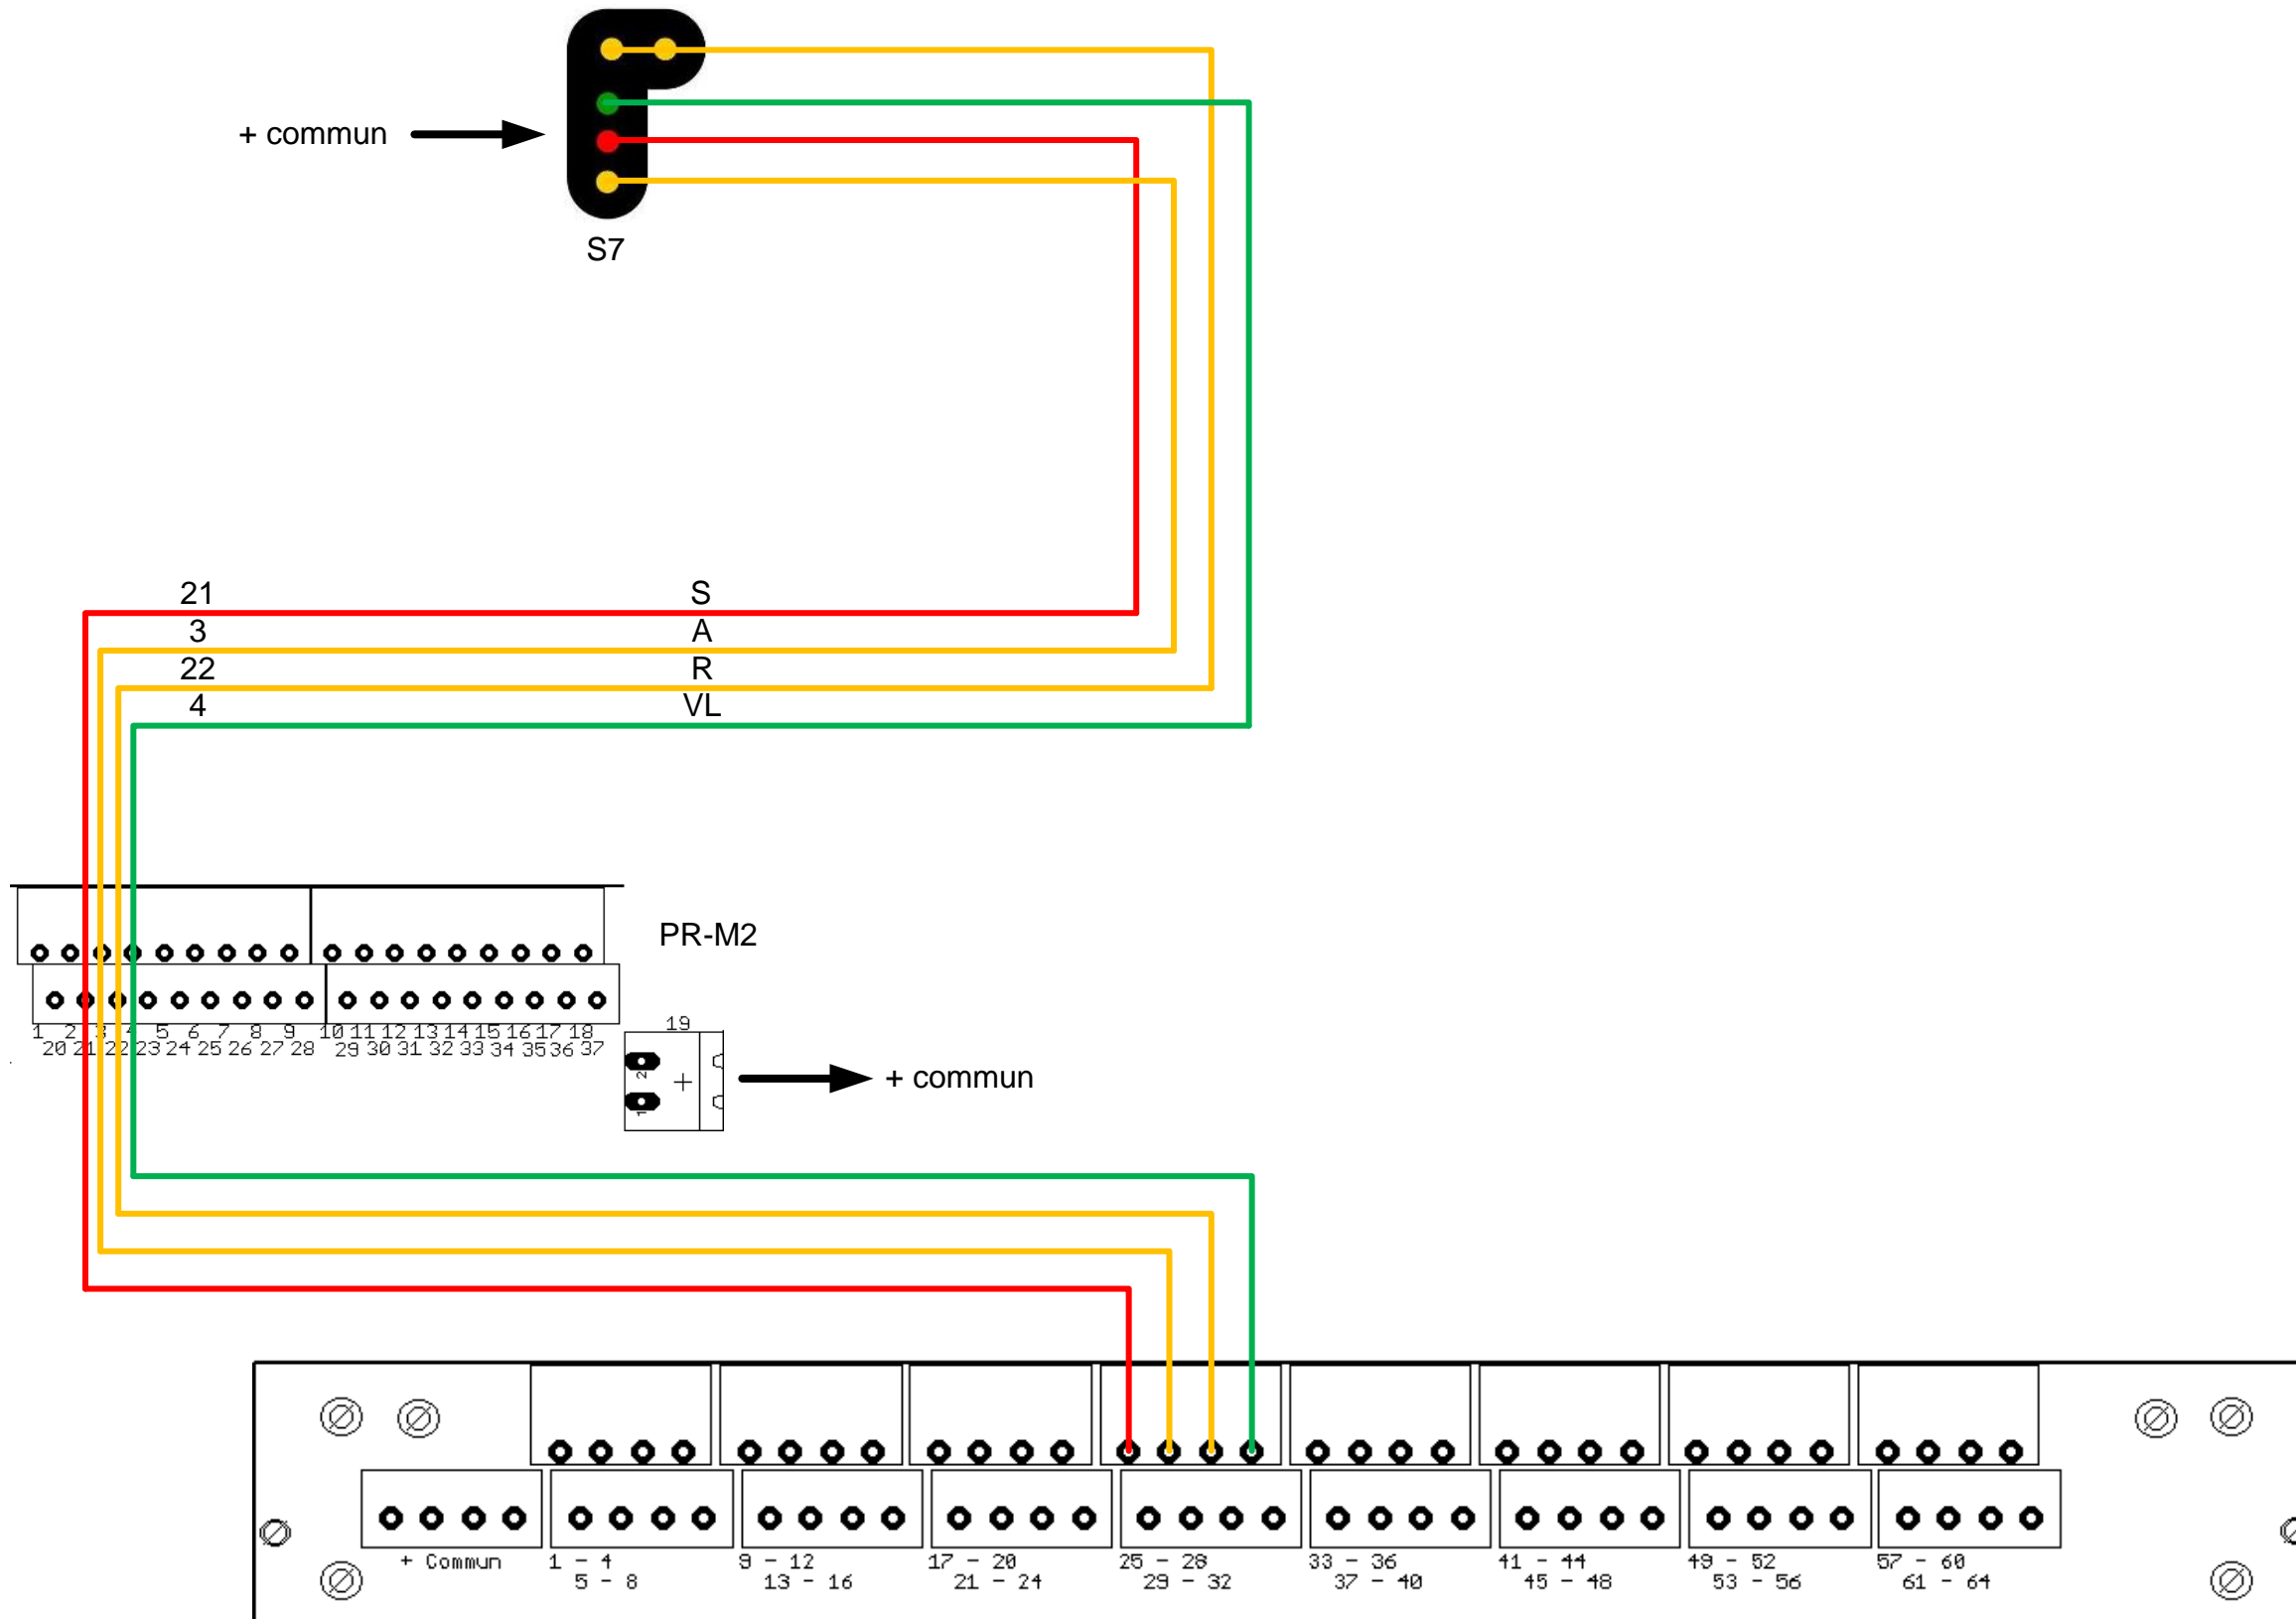 + commun
S7
21 S
3 A
22 R
4 VL
PR-M2
1 2 3 4 5 6 7 8 9 10 11 12 13 14 15 16 17 18
20 21 22 23 24 25 26 27 28 29 30 31 32 33 34 35 36 37
19
2
+
1
+ commun
+ Commun 1 - 4 9 - 12 17 - 20 25 - 28 33 - 36 41 - 44 49 - 52 57 - 60
5 - 8 13 - 16 21 - 24 29 - 32 37 - 40 45 - 48 53 - 56 61 - 64